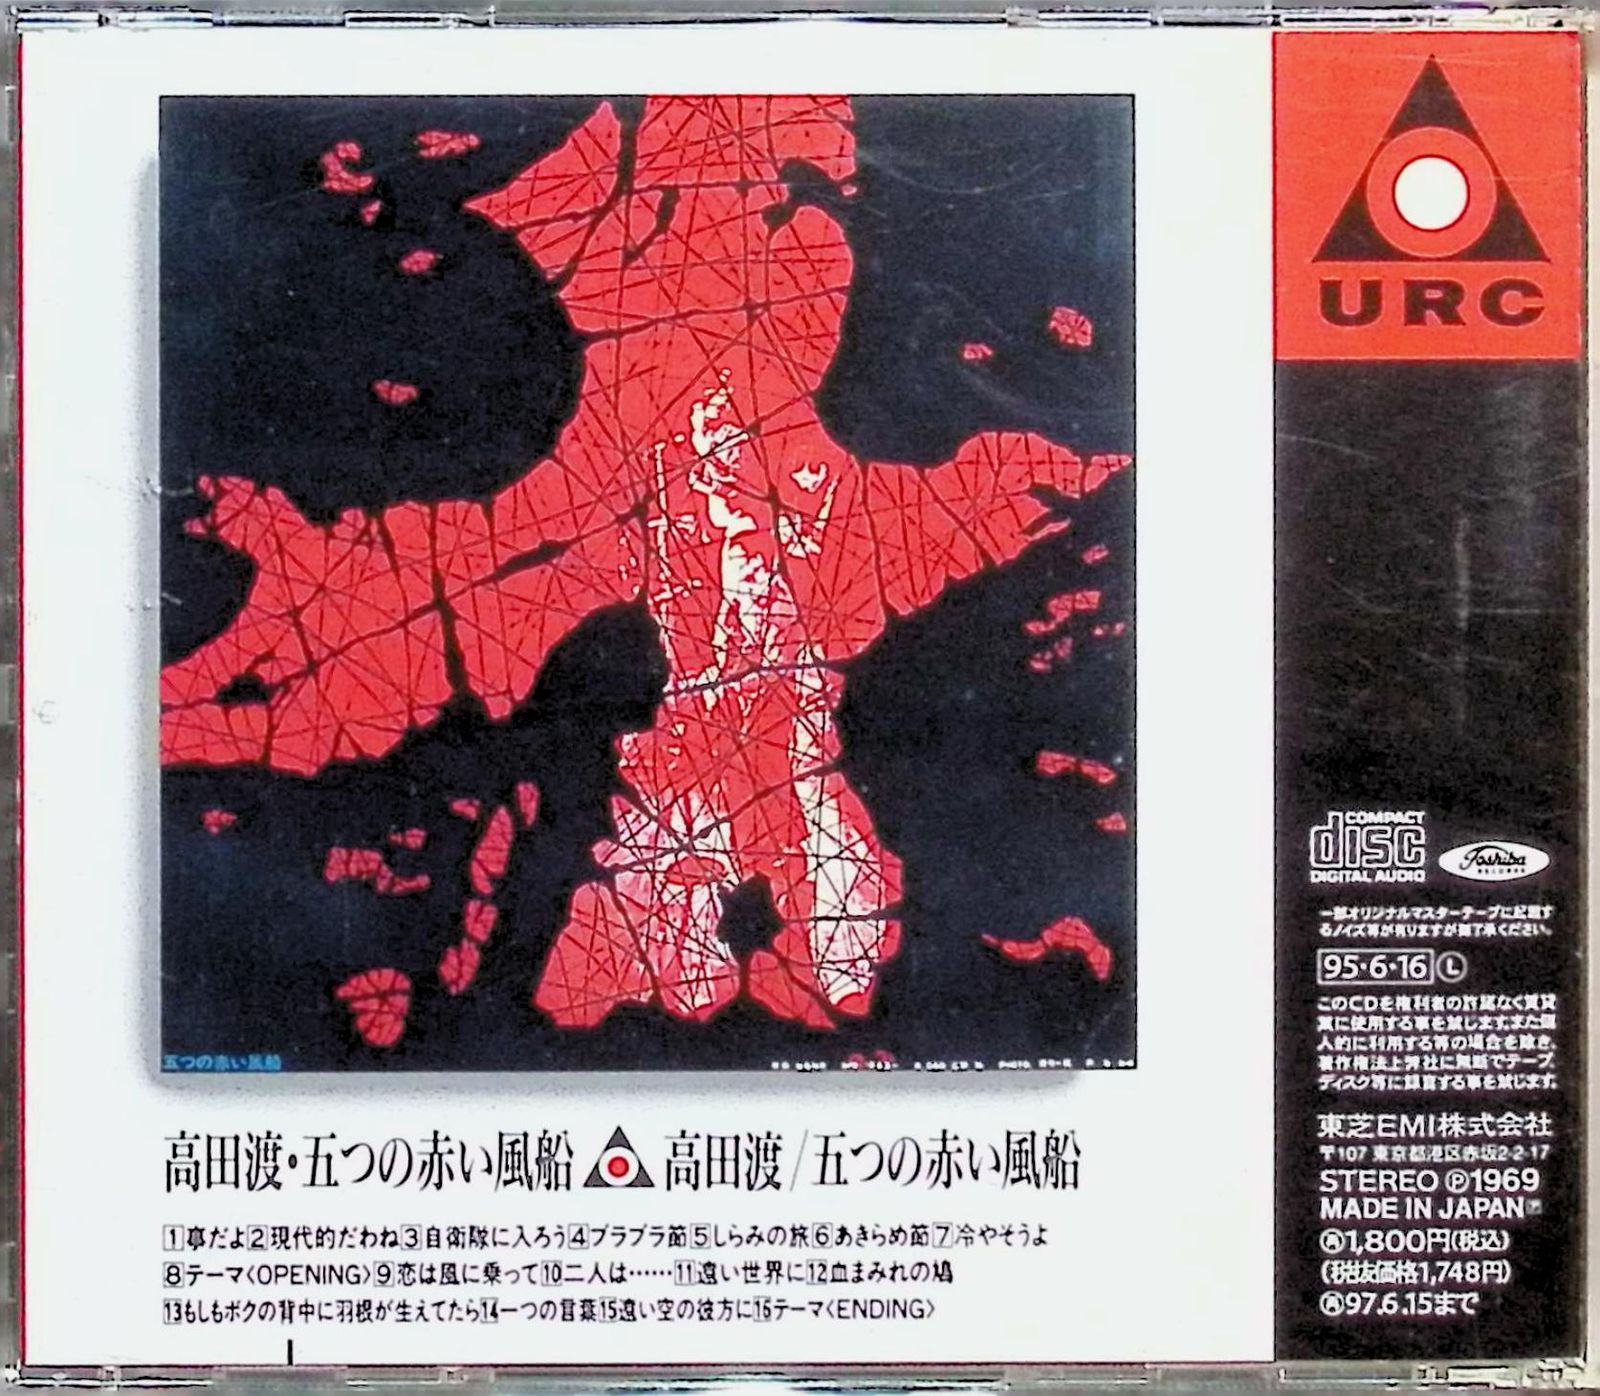 URC
五つの赤い風船
高田渡・五つの赤い風船 高田渡/五つの赤い風船
1事だよ2現代的だわね3自衛隊に入ろう4ブラブラ節5しらみの旅6あきらめ節7冷やそうよ
8テーマ〈OPENING〉9恋は風に乗って10二人は……11遠い世界に12血まみれの鳩
13もしもボクの背中に羽根が生えてたら14一つの言葉15遠い空の彼方に16テーマ〈ENDING〉
COMPACT
disc
DIGITAL AUDIO
Toshiba
RECORDS
一部オリジナルマスターテープに起因す
るノイズ等が有りますが御了承ください。
95・6・16 L
このCDを権利者の許諾なく賃貸
業に使用する事を禁じます。また個
人的に利用する等の場合を除き、
著作権法上弊社に無断でテープ、
ディスク等に録音する事を禁じます。
東芝EMI株式会社
〒107 東京都港区赤坂2-2-17
STEREO Ⓟ1969
MADE IN JAPAN
1,800円(税込)
(税抜価格1,748円)
97.6.15まで